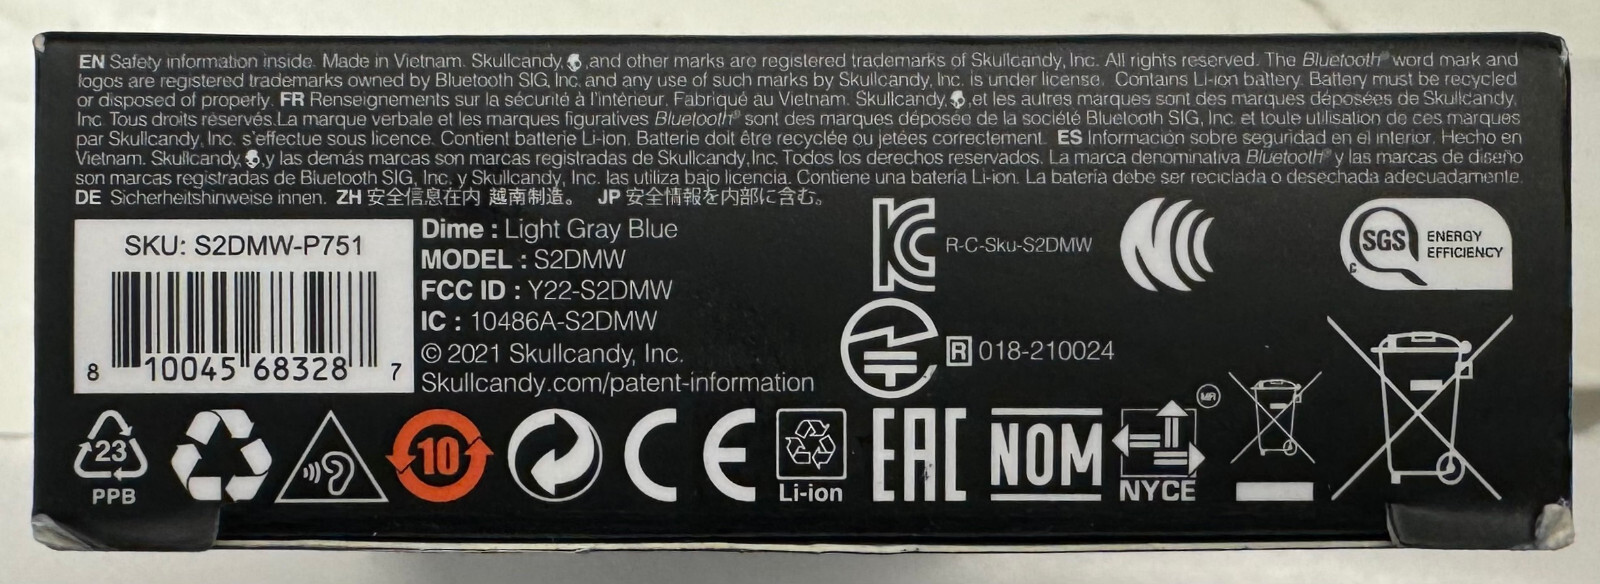 EN Safety information inside. Made in Vietnam. Skullcandy, ,and other marks are registered trademarks of Skullcandy, Inc. All rights reserved. The Bluetooth® word mark and
logos are registered trademarks owned by Bluetooth SIG, Inc. and any use of such marks by Skullcandy, Inc. is under license. Contains Li-ion battery. Battery must be recycled
or disposed of properly. FR Renseignements sur la sécurité à l'intérieur. Fabriqué au Vietnam. Skullcandy, ,et les autres marques sont des marques déposées de Skullcandy,
Inc. Tous droits réservés.La marque verbale et les marques figuratives Bluetooth® sont des marques déposée de la société Bluetooth SIG, Inc. et toute utilisation de ces marques
par Skullcandy, Inc. s'effectue sous licence. Contient batterie Li-ion. Batterie doit être recyclée ou jetées correctement. ES Información sobre seguridad en el interior. Hecho en
Vietnam. Skullcandy, ,y las demás marcas son marcas registradas de Skullcandy,Inc. Todos los derechos reservados. La marca denominativa Bluetooth® y las marcas de diseño
son marcas registradas de Bluetooth SIG, Inc. y Skullcandy, Inc. las utiliza bajo licencia. Contiene una batería Li-ion. La batería debe ser reciclada o desechada adecuadamente.
DE Sicherheitshinweise innen. ZH 安全信息在内 越南制造。 JP 安全情報を内部に含む。
SKU: S2DMW-P751
8 10045 68328 7
Dime : Light Gray Blue
MODEL : S2DMW
FCC ID : Y22-S2DMW
IC : 10486A-S2DMW
© 2021 Skullcandy, Inc.
Skullcandy.com/patent-information
R-C-Sku-S2DMW
SGS ENERGY
EFFICIENCY
R 018-210024
23
PPB
10
CE
Li-ion
EAC
NOM
NYCE